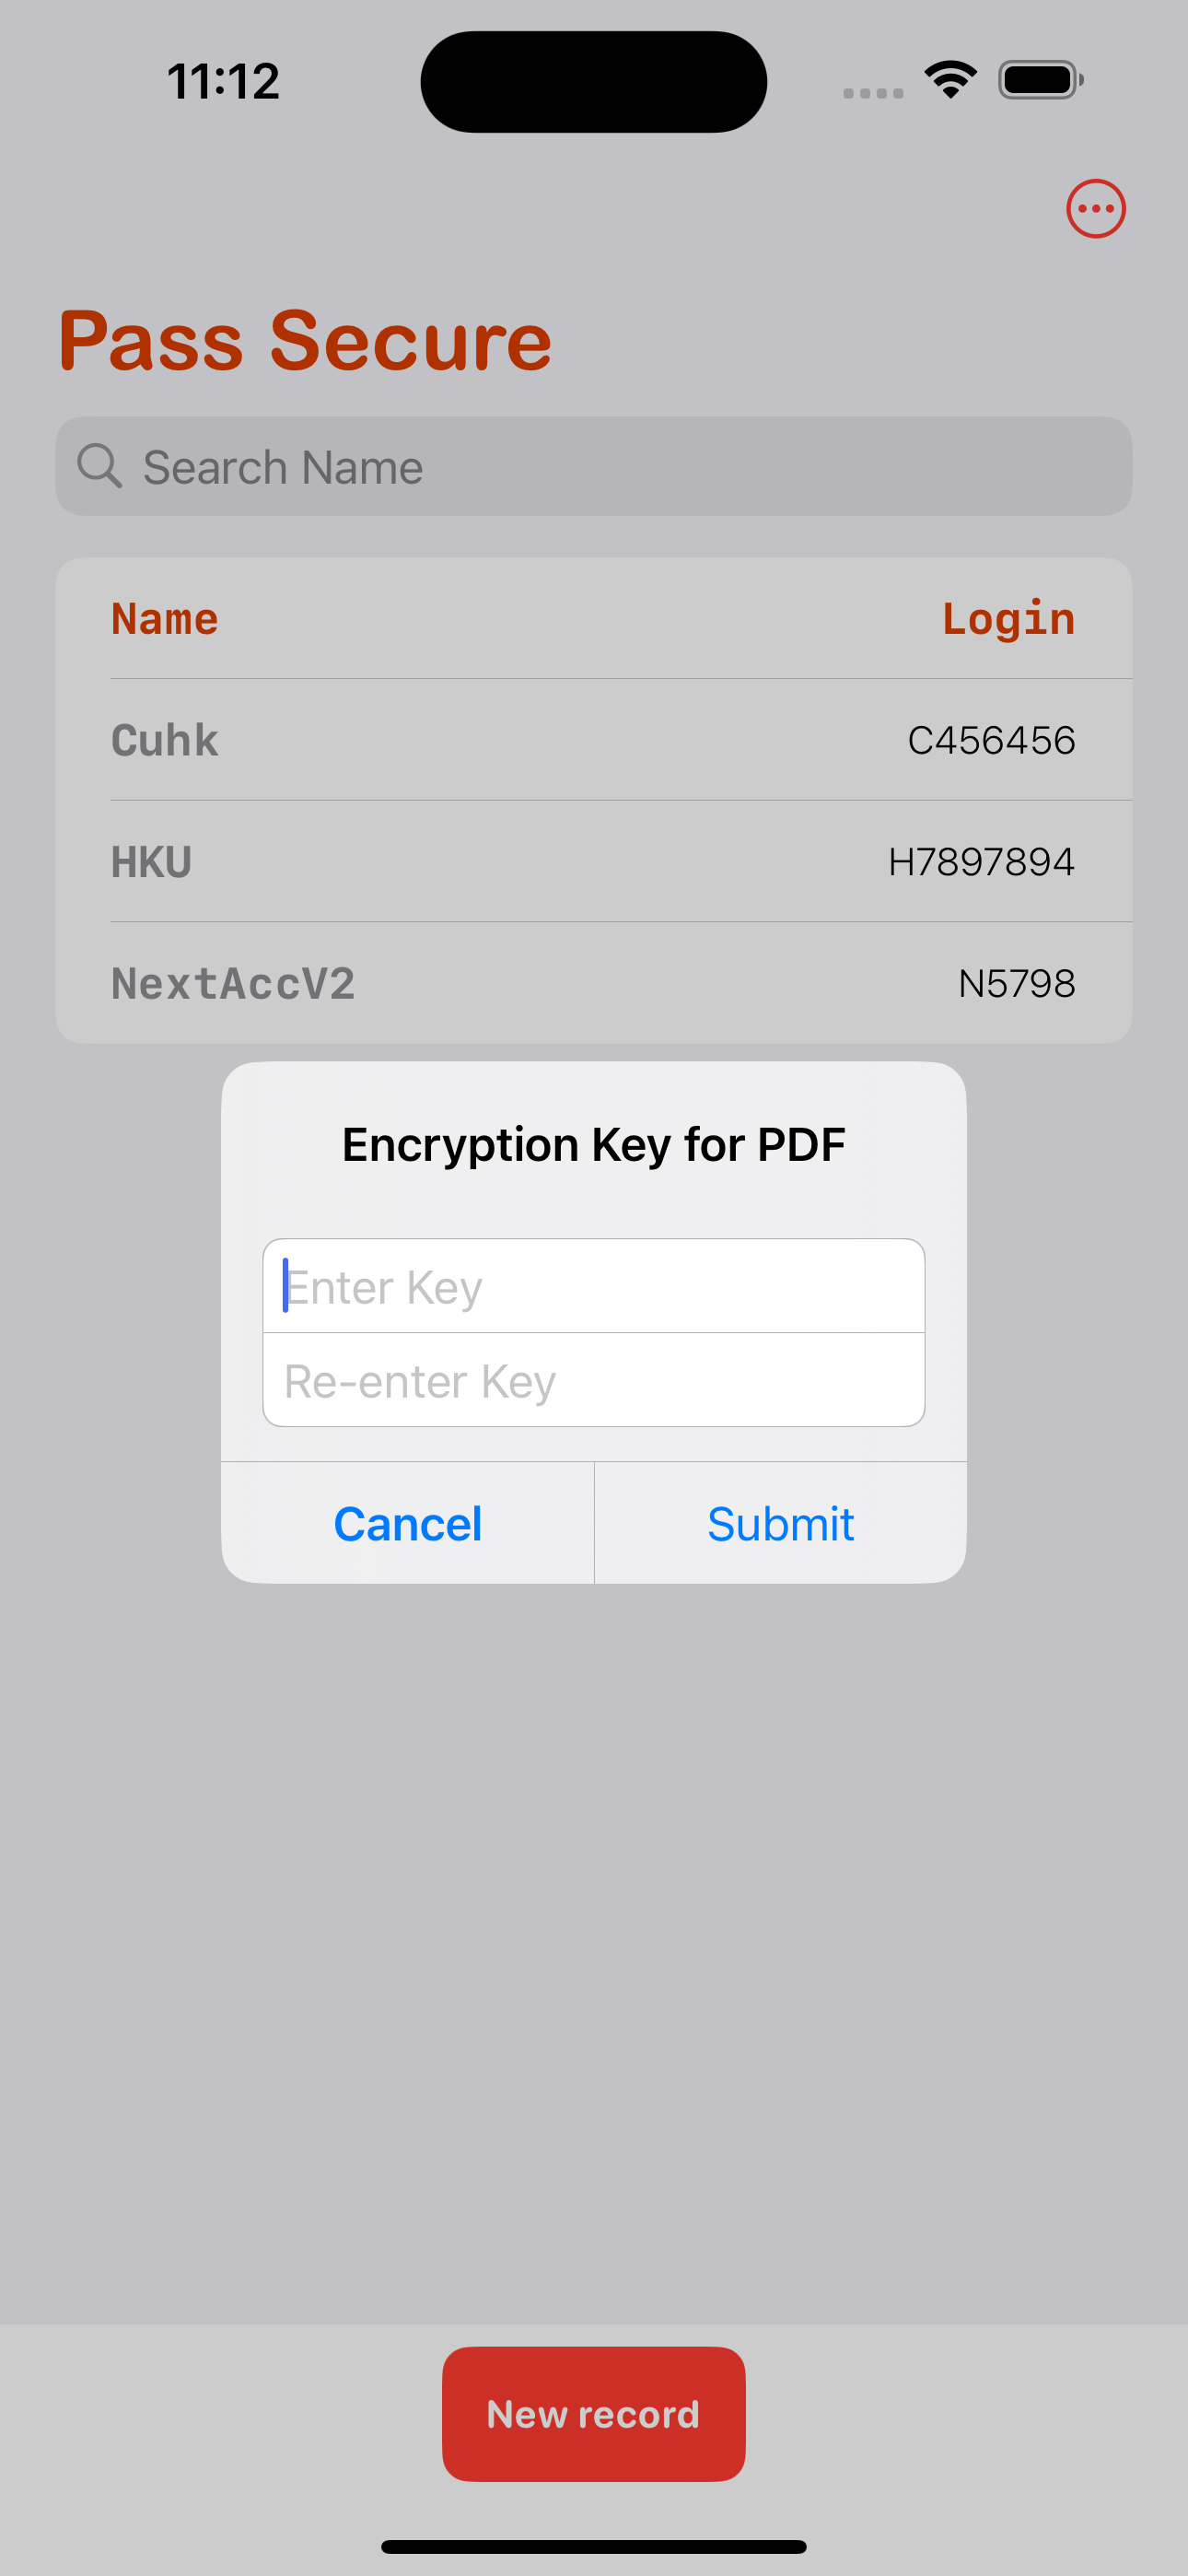 11:12
Pass Secure
Search Name
Name Login
Cuhk C456456
HKU H7897894
NextAccV2 N5798
Encryption Key for PDF
Enter Key
Re-enter Key
Cancel Submit
New record